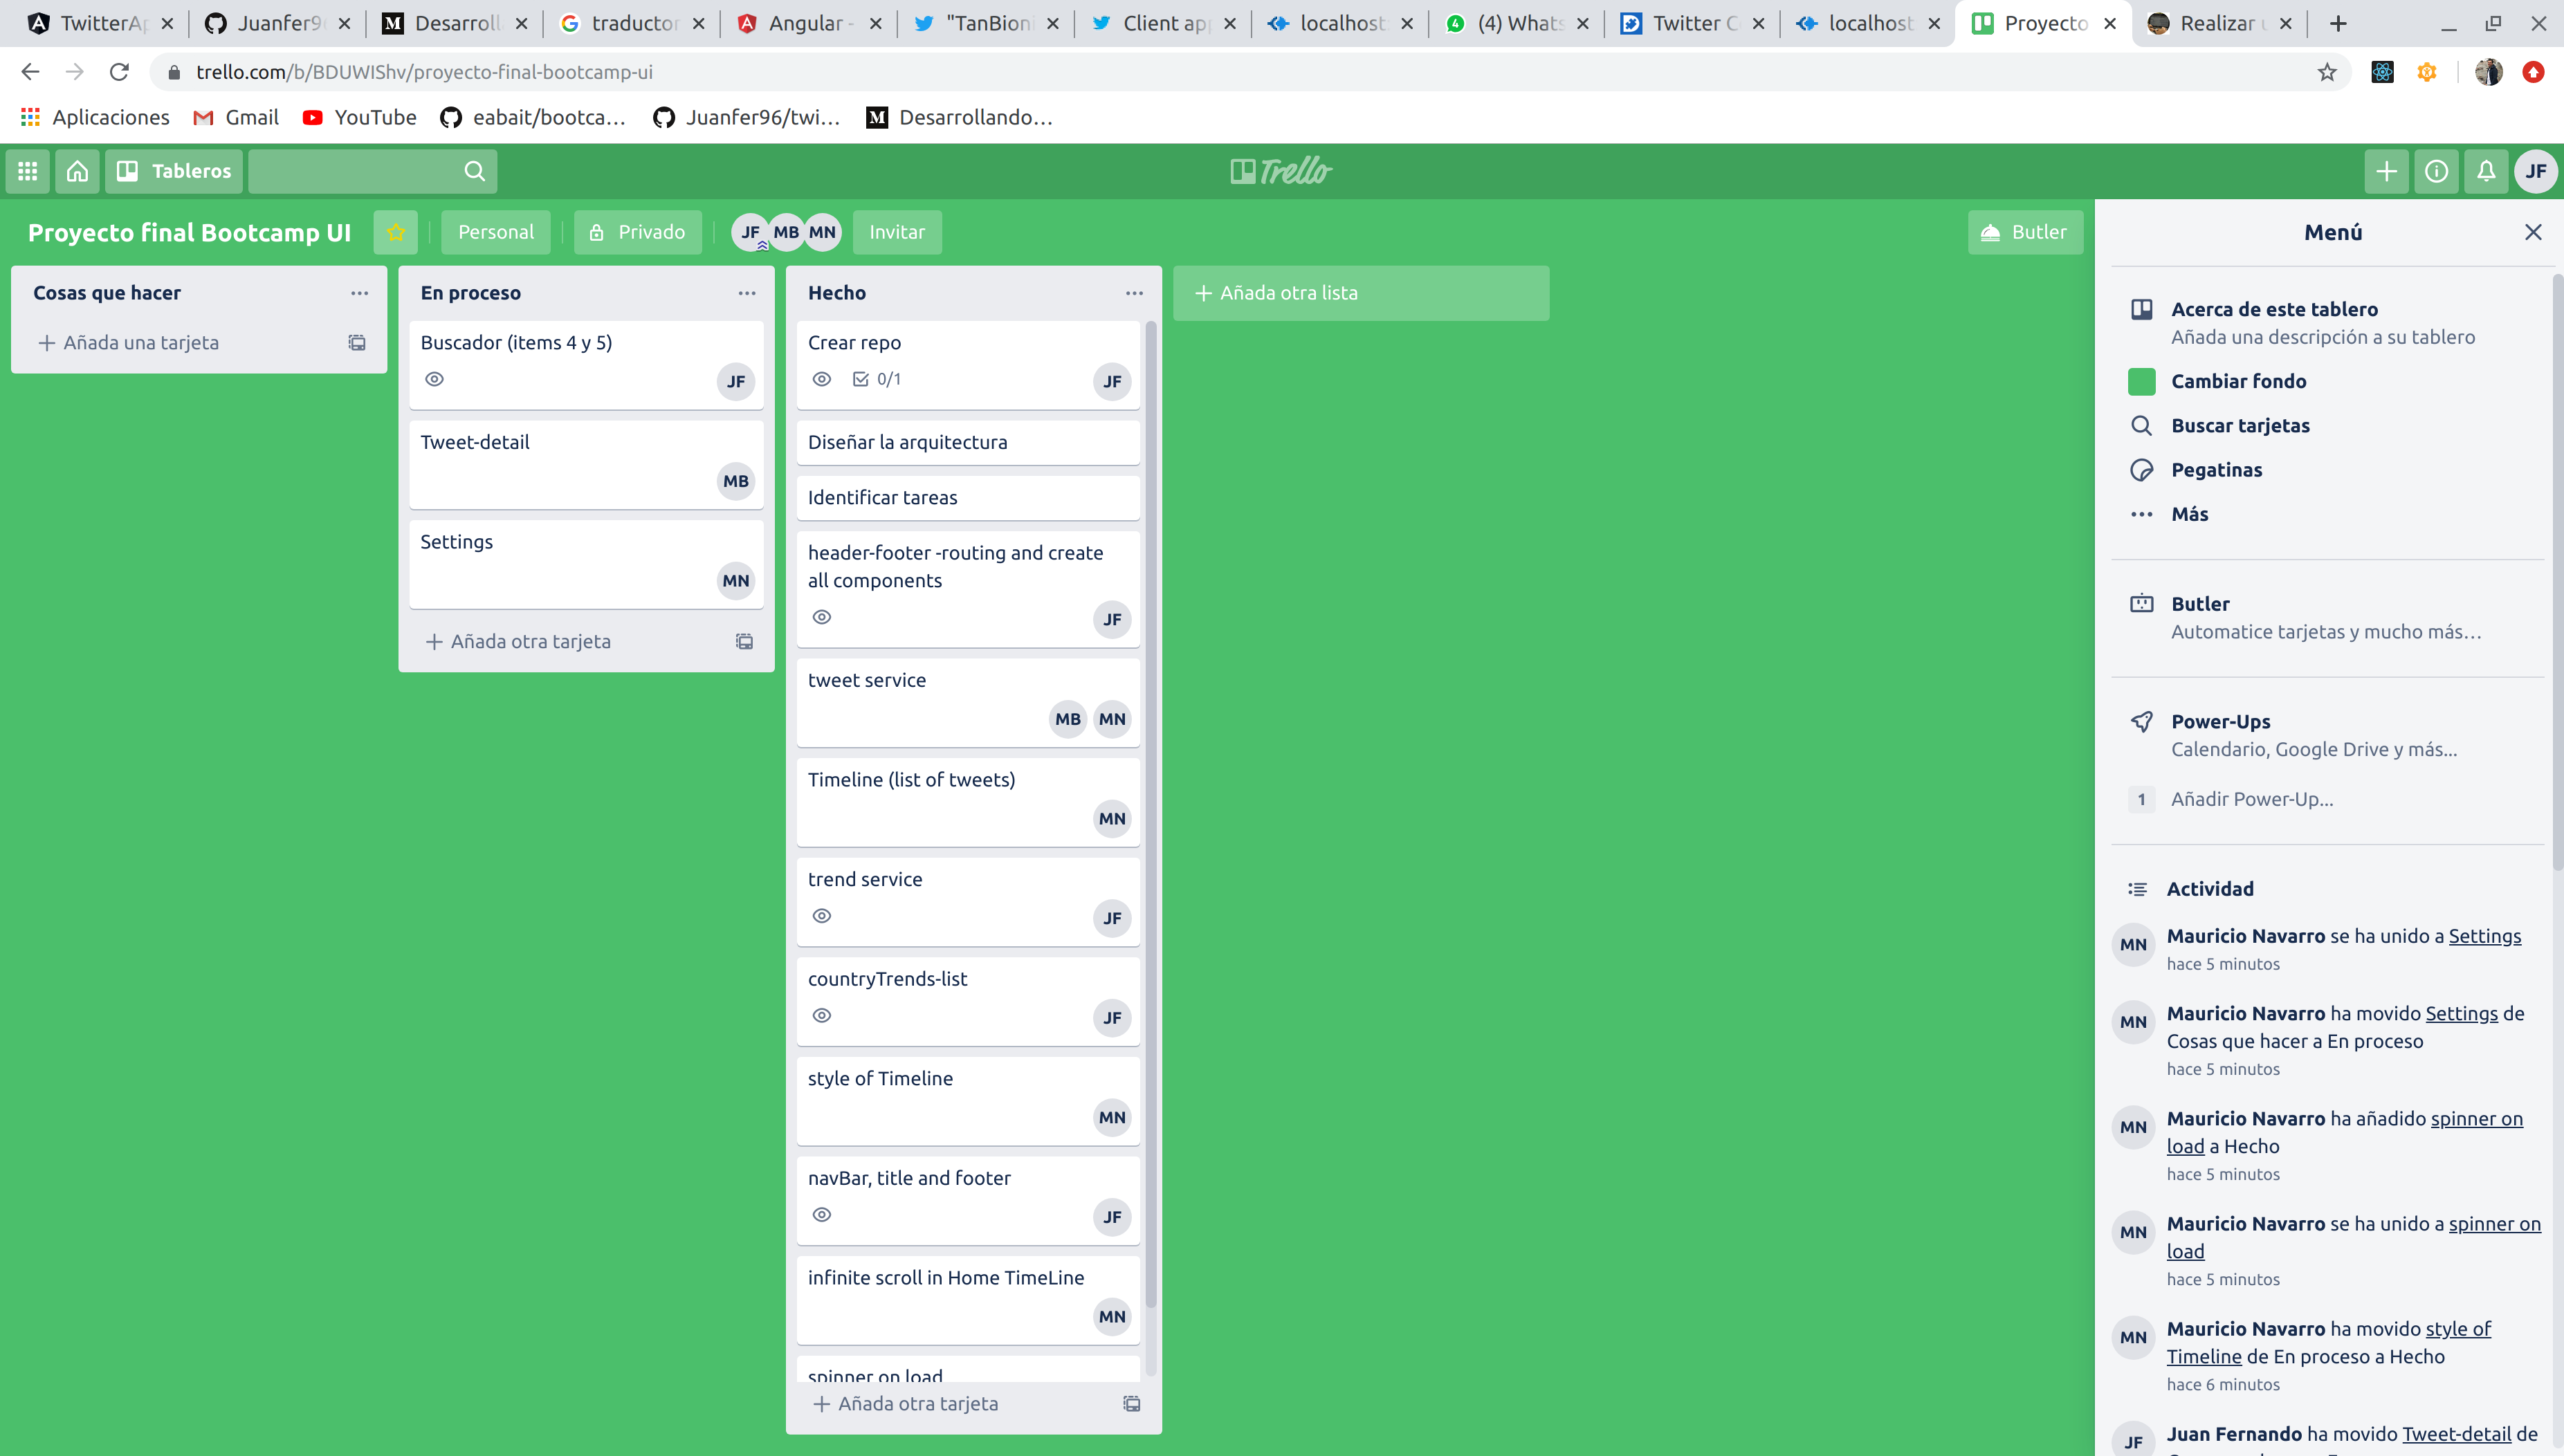 TwitterAp
Juanfer96
Desarroll
traductor
Angular -
"TanBioni
Client app
localhost:
(4) Whats
Twitter C
localhost
Proyecto
Realizar u
trello.com/b/BDUWIShv/proyecto-final-bootcamp-ui
Aplicaciones
Gmail
YouTube
eabait/bootca...
Juanfer96/twi...
Desarrollando...
Tableros
Trello
JF
Proyecto final Bootcamp UI
Personal
Privado
JF MB MN
Invitar
Butler
Cosas que hacer
Añada una tarjeta
En proceso
Buscador (items 4 y 5)
JF
Tweet-detail
MB
Settings
MN
Añada otra tarjeta
Hecho
Crear repo
0/1
JF
Diseñar la arquitectura
Identificar tareas
header-footer -routing and create
all components
JF
tweet service
MB MN
Timeline (list of tweets)
MN
trend service
JF
countryTrends-list
JF
style of Timeline
MN
navBar, title and footer
JF
infinite scroll in Home TimeLine
MN
spinner on load
Añada otra tarjeta
Añada otra lista
Menú
Acerca de este tablero
Añada una descripción a su tablero
Cambiar fondo
Buscar tarjetas
Pegatinas
Más
Butler
Automatice tarjetas y mucho más...
Power-Ups
Calendario, Google Drive y más...
1 Añadir Power-Up...
Actividad
MN
Mauricio Navarro se ha unido a Settings
hace 5 minutos
MN
Mauricio Navarro ha movido Settings de
Cosas que hacer a En proceso
hace 5 minutos
MN
Mauricio Navarro ha añadido spinner on
load a Hecho
hace 5 minutos
MN
Mauricio Navarro se ha unido a spinner on
load
hace 5 minutos
MN
Mauricio Navarro ha movido style of
Timeline de En proceso a Hecho
hace 6 minutos
JF
Juan Fernando ha movido Tweet-detail de